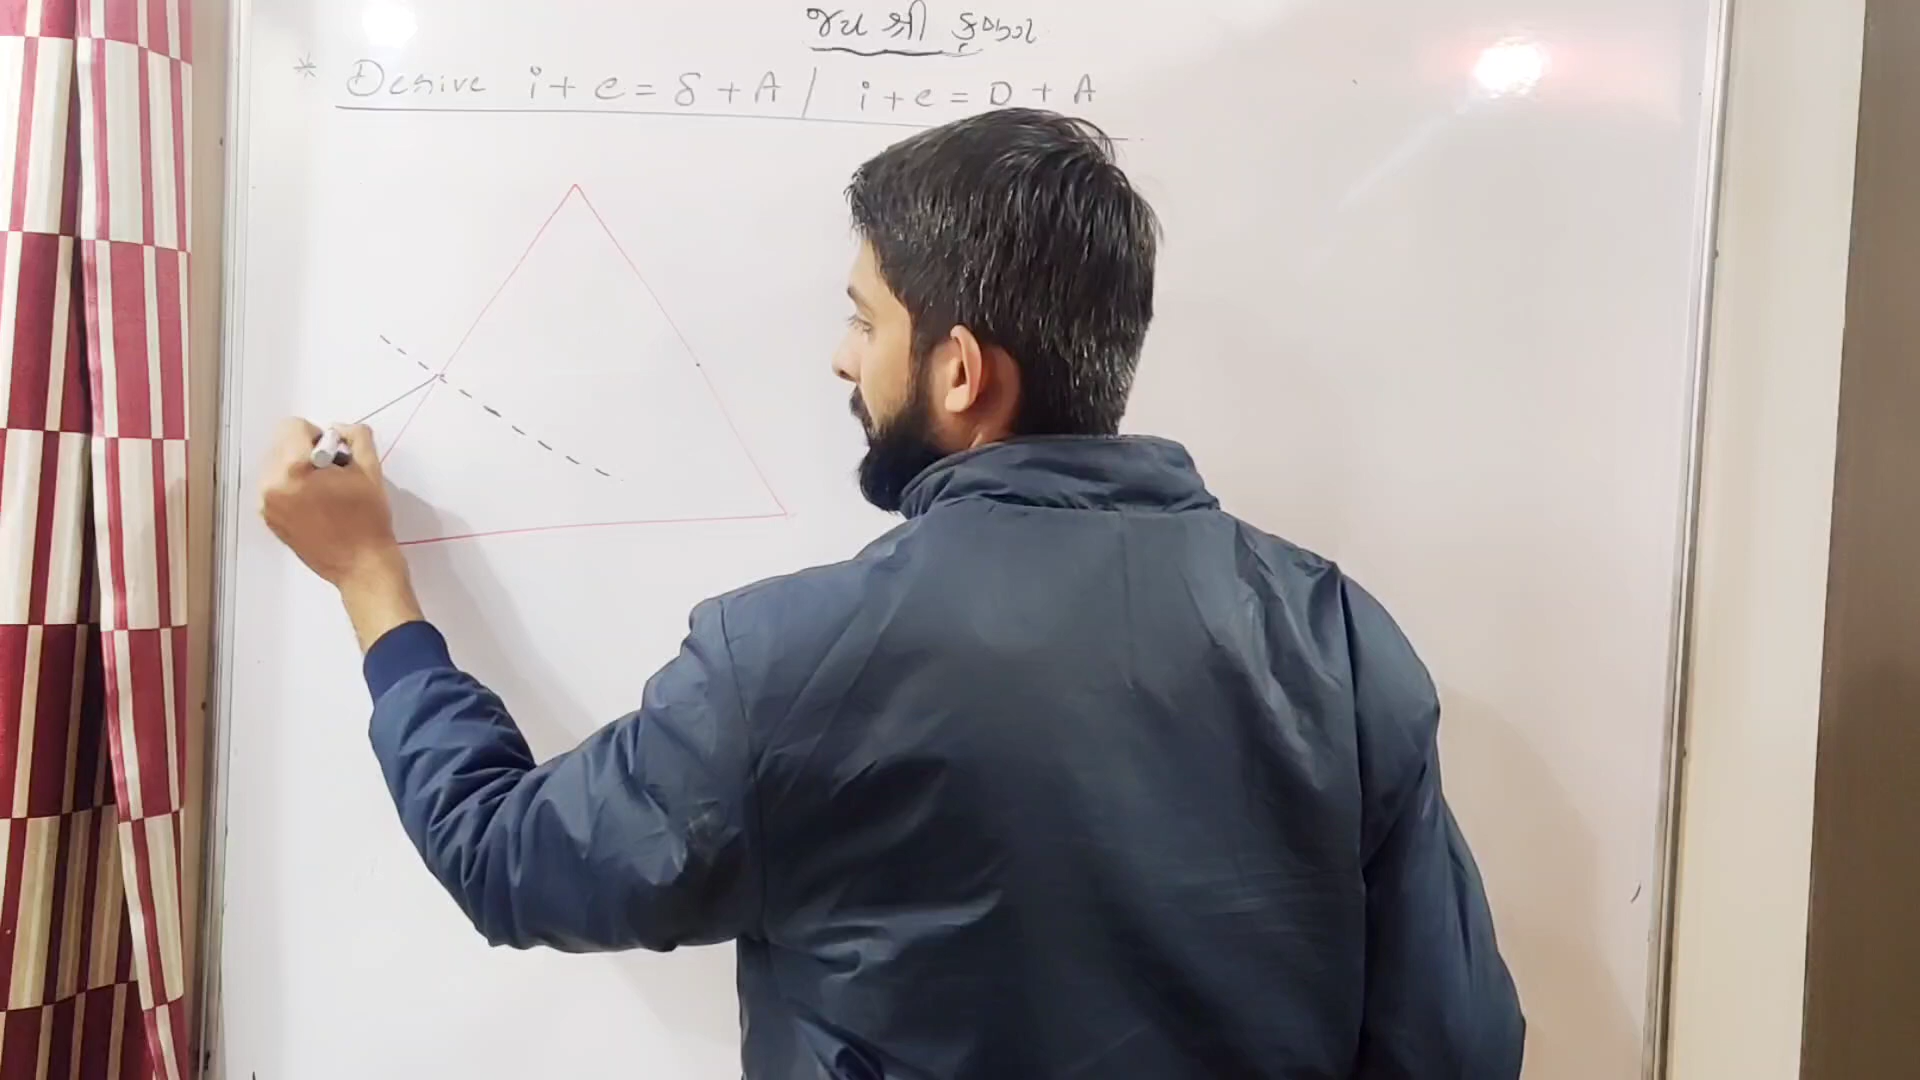 જય શ્રી કૃષ્ણ
* Derive i + e = δ + A / i + e = D + A